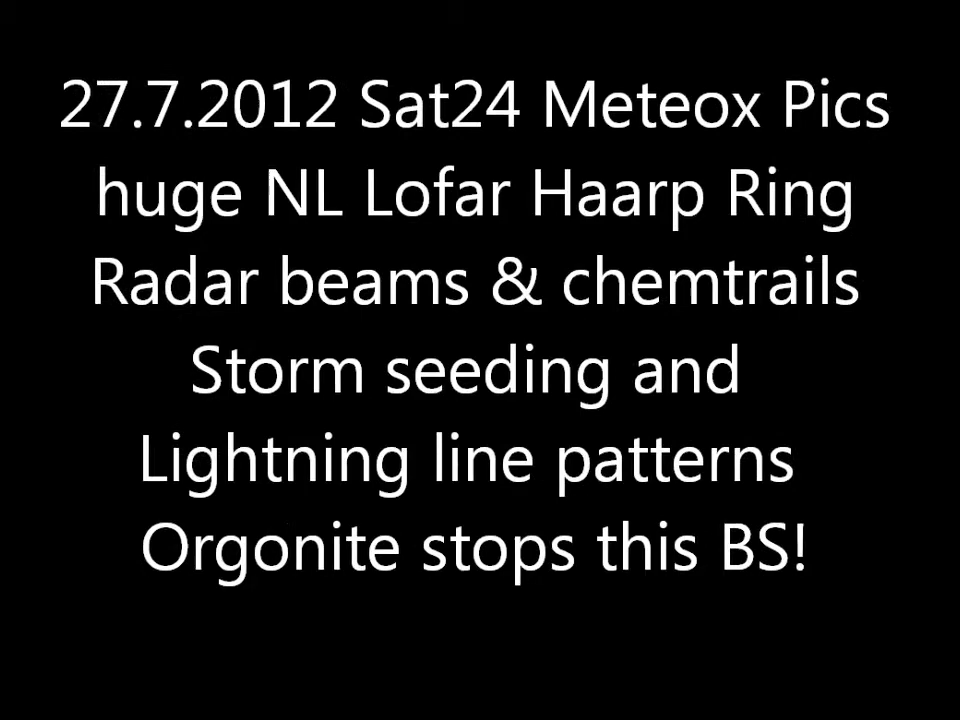 27.7.2012 Sat24 Meteox Pics
huge NL Lofar Haarp Ring
Radar beams & chemtrails
Storm seeding and
Lightning line patterns
Orgonite stops this BS!